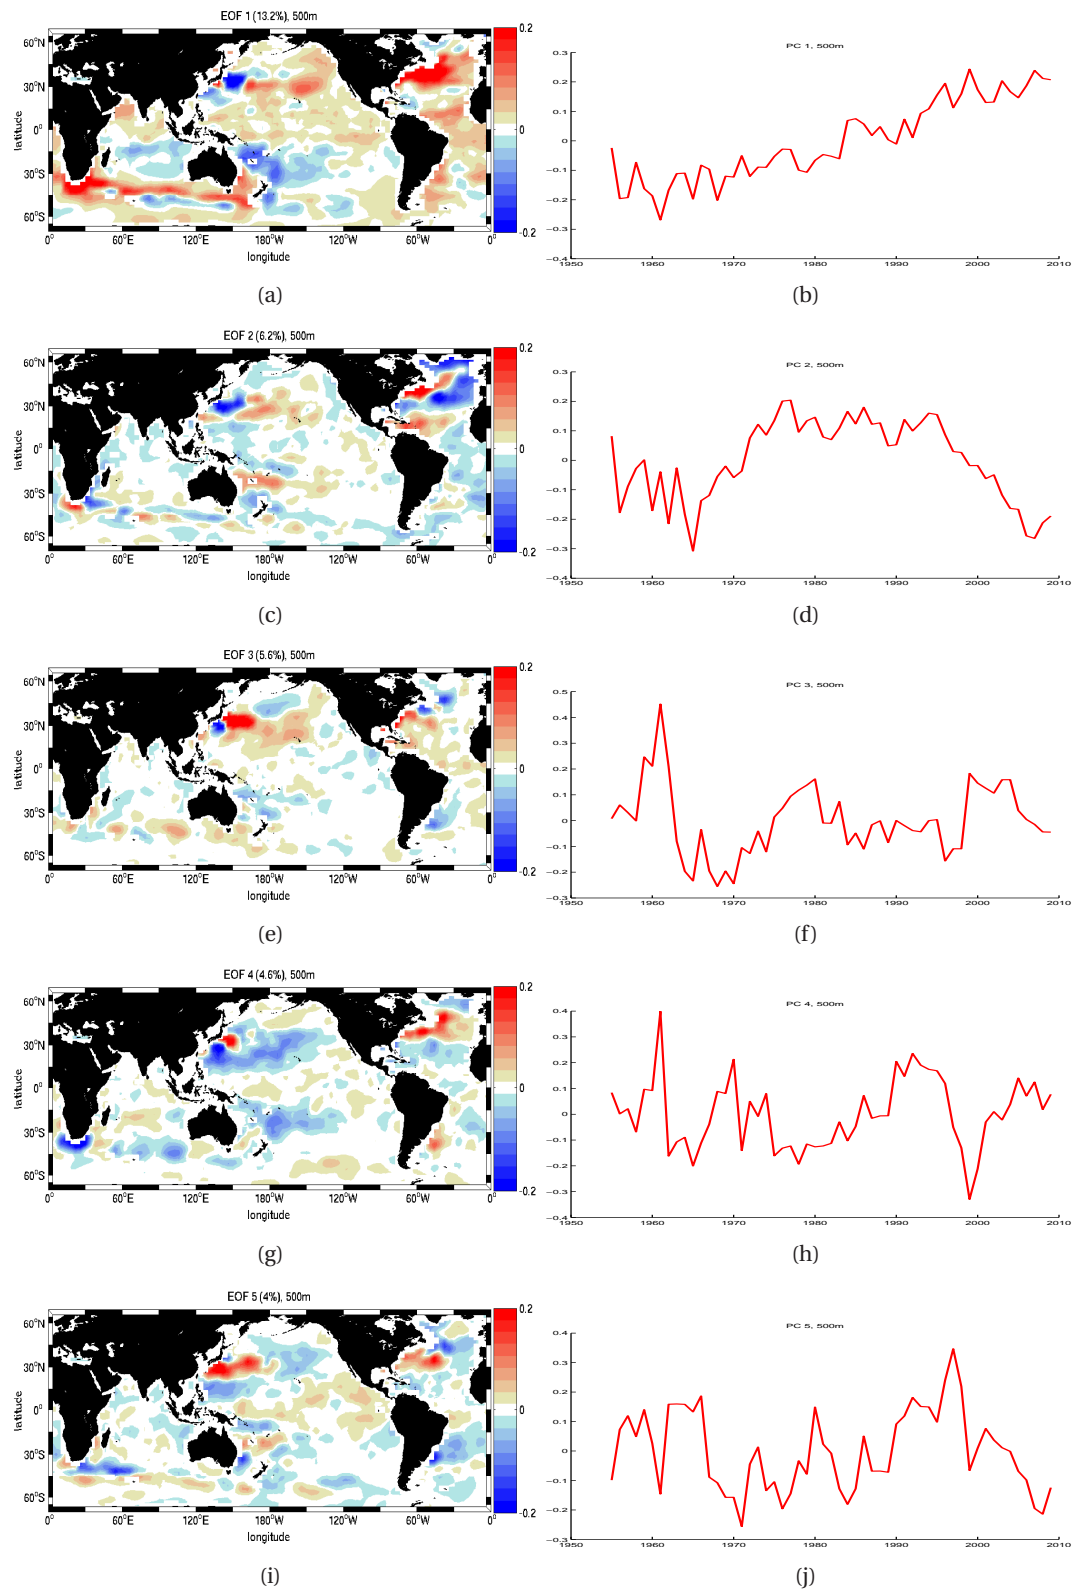 EOF 1 (13.2%), 500m
60°N
30°N
0°
30°S
60°S
latitude
0° 60°E 120°E 180°W 120°W 60°W 0°
longitude
0.2
0
-0.2
(a)
PC 1, 500m
0.3
0.2
0.1
0
−0.1
−0.2
−0.3
−0.4
1950 1960 1970 1980 1990 2000 2010
(b)
EOF 2 (6.2%), 500m
60°N
30°N
0°
30°S
60°S
latitude
0° 60°E 120°E 180°W 120°W 60°W 0°
longitude
0.2
0
-0.2
(c)
PC 2, 500m
0.3
0.2
0.1
0
−0.1
−0.2
−0.3
−0.4
1950 1960 1970 1980 1990 2000 2010
(d)
EOF 3 (5.6%), 500m
60°N
30°N
0°
30°S
60°S
latitude
0° 60°E 120°E 180°W 120°W 60°W 0°
longitude
0.2
0
-0.2
(e)
PC 3, 500m
0.5
0.4
0.3
0.2
0.1
0
−0.1
−0.2
−0.3
1950 1960 1970 1980 1990 2000 2010
(f)
EOF 4 (4.6%), 500m
60°N
30°N
0°
30°S
60°S
latitude
0° 60°E 120°E 180°W 120°W 60°W 0°
longitude
0.2
0
-0.2
(g)
PC 4, 500m
0.4
0.3
0.2
0.1
0
−0.1
−0.2
−0.3
−0.4
1950 1960 1970 1980 1990 2000 2010
(h)
EOF 5 (4%), 500m
60°N
30°N
0°
30°S
60°S
latitude
0° 60°E 120°E 180°W 120°W 60°W 0°
longitude
0.2
0
-0.2
(i)
PC 5, 500m
0.4
0.3
0.2
0.1
0
−0.1
−0.2
−0.3
1950 1960 1970 1980 1990 2000 2010
(j)